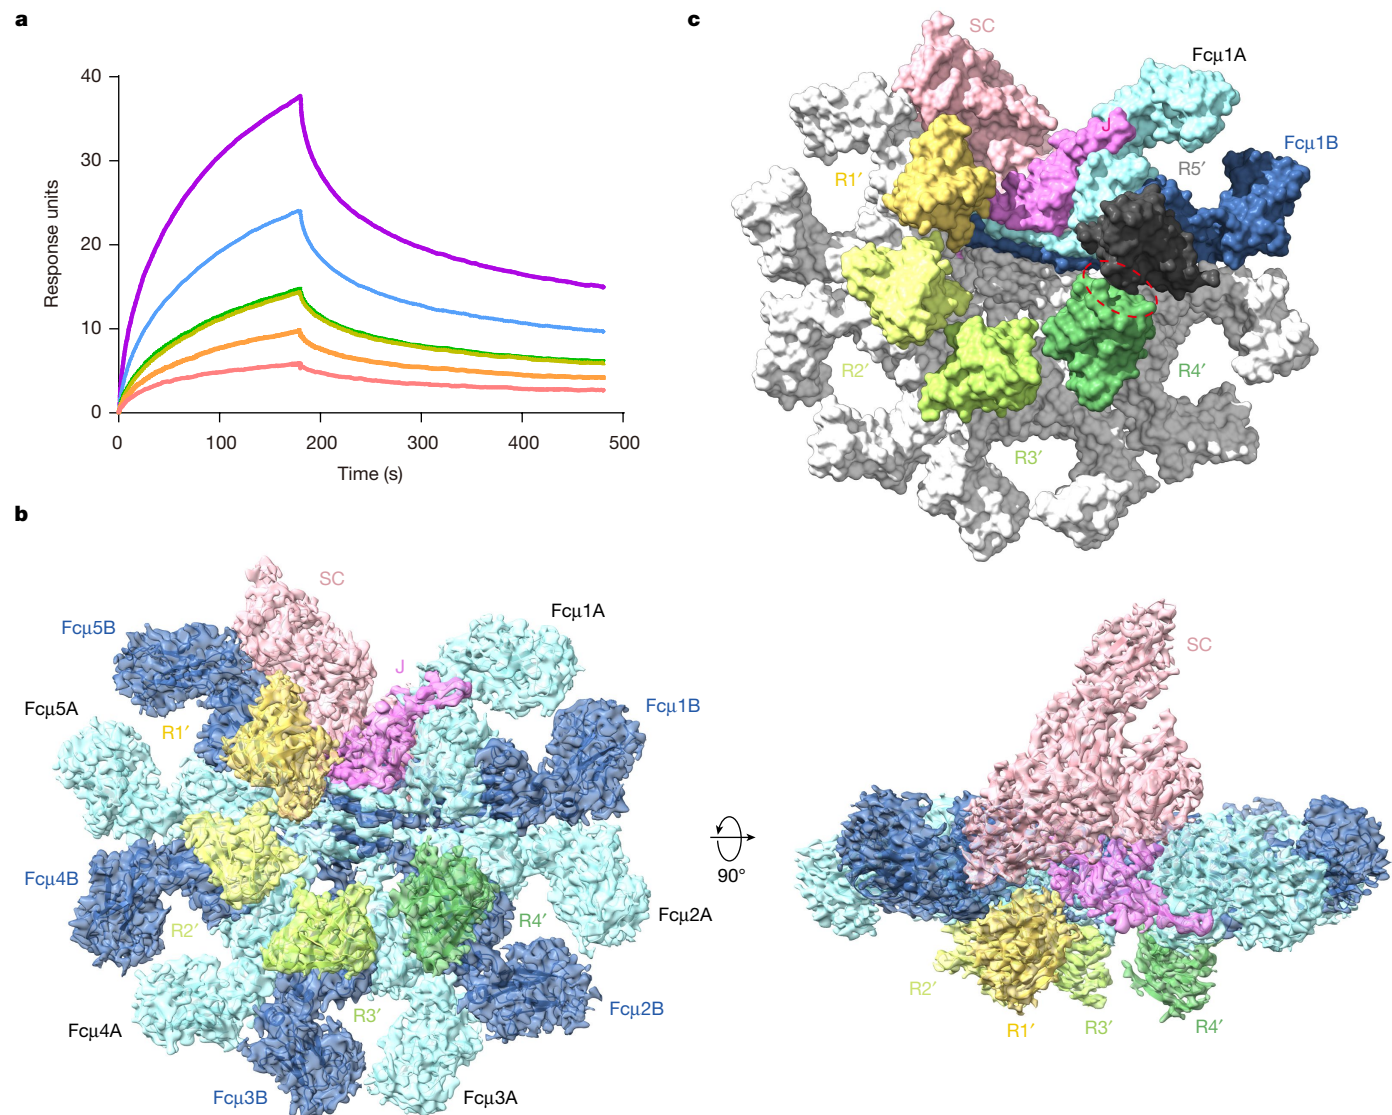 a
40
30
20
10
0
Response units
0
100
200
300
400
500
Time (s)
c
SC
Fcμ1A
J
Fcμ1B
R1′
R5′
R2′
R4′
R3′
b
SC
Fcμ1A
Fcμ5B
J
Fcμ5A
Fcμ1B
R1′
Fcμ4B
R2′
R4′
Fcμ2A
R3′
Fcμ2B
Fcμ4A
Fcμ3B
Fcμ3A
90°
SC
R2′
R1′
R3′
R4′